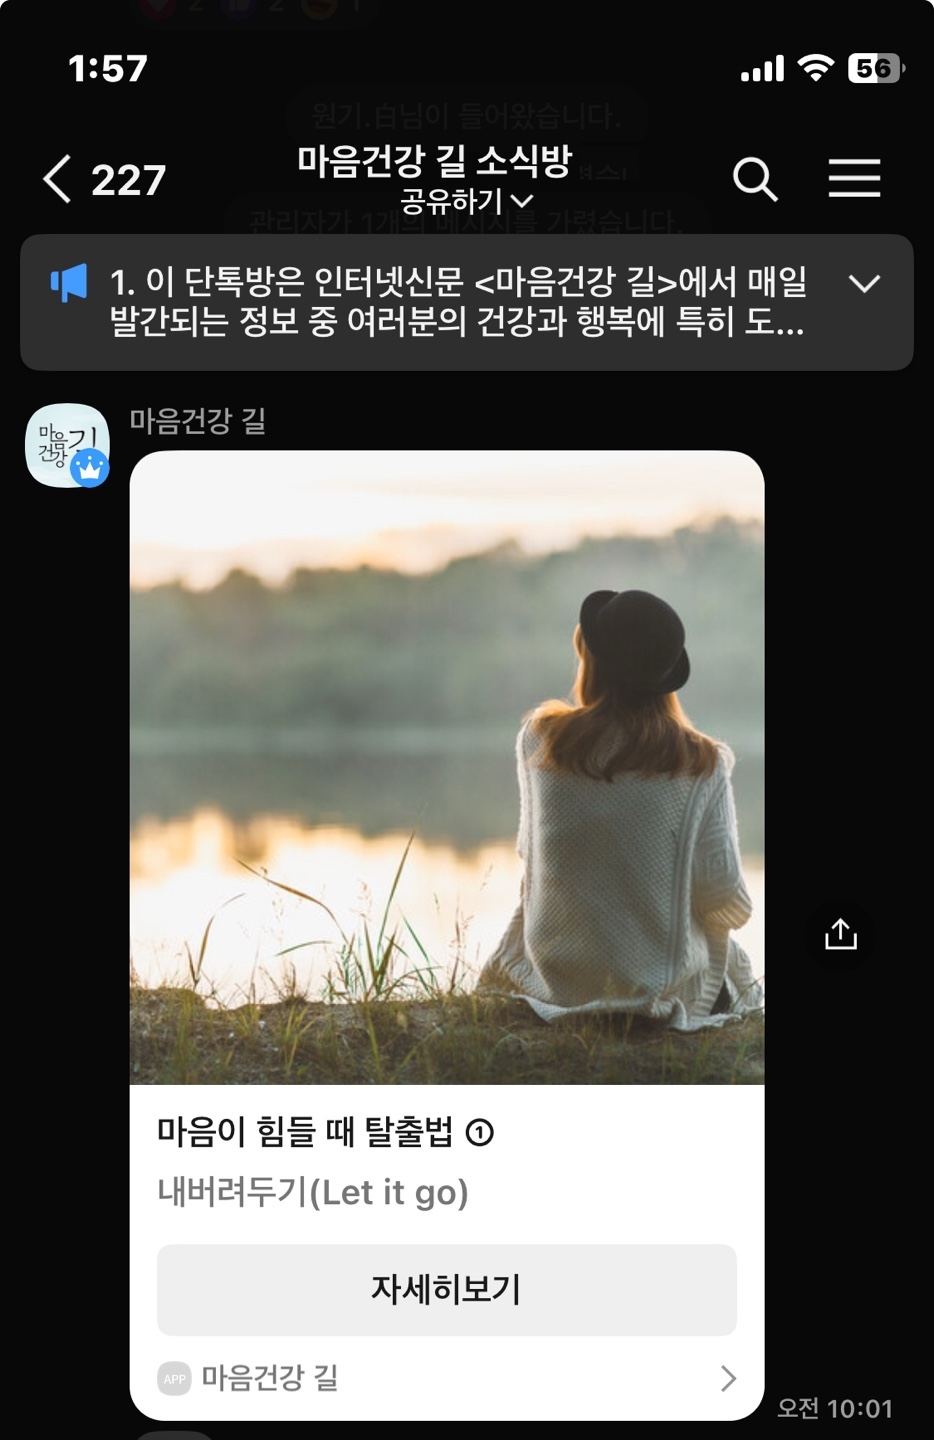 2 2 1
1:57
56
원기.白님이 들어왔습니다.
227
마음건강 길 소식방
공유하기
관리자가 1개의 메시지를 가렸습니다.
1. 이 단톡방은 인터넷신문 <마음건강 길>에서 매일
발간되는 정보 중 여러분의 건강과 행복에 특히 도...
마음건강 길
마음건강 길
마음이 힘들 때 탈출법 ①
내버려두기(Let it go)
자세히보기
APP 마음건강 길
오전 10:01